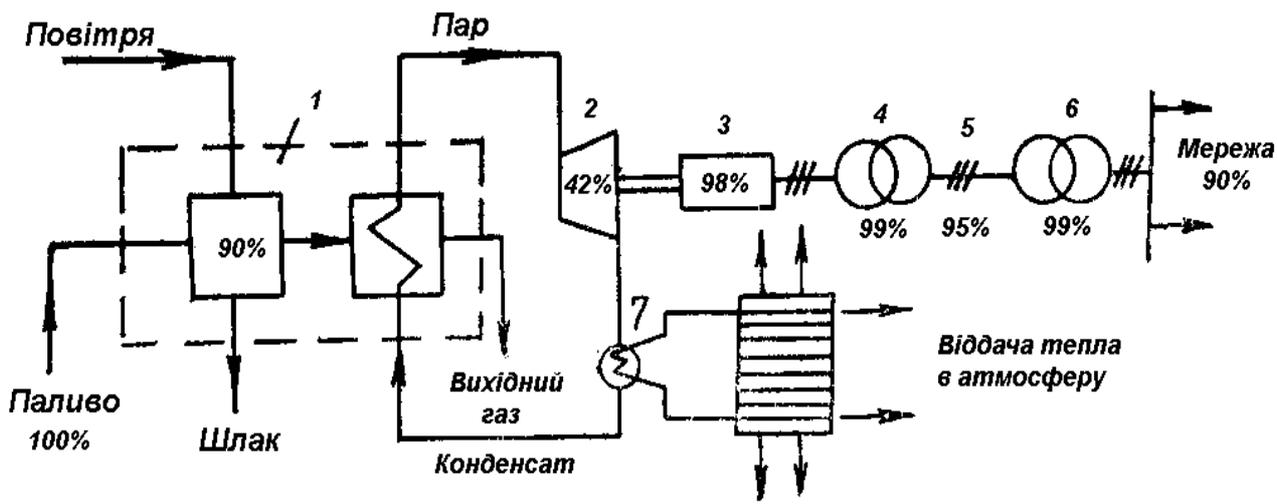 Повітря
Пар
1
2
3
4
5
6
42%
98%
Мережа
90%
99%
95%
99%
90%
7
Віддача тепла
в атмосферу
Паливо
100%
Шлак
Вихідний
газ
Конденсат